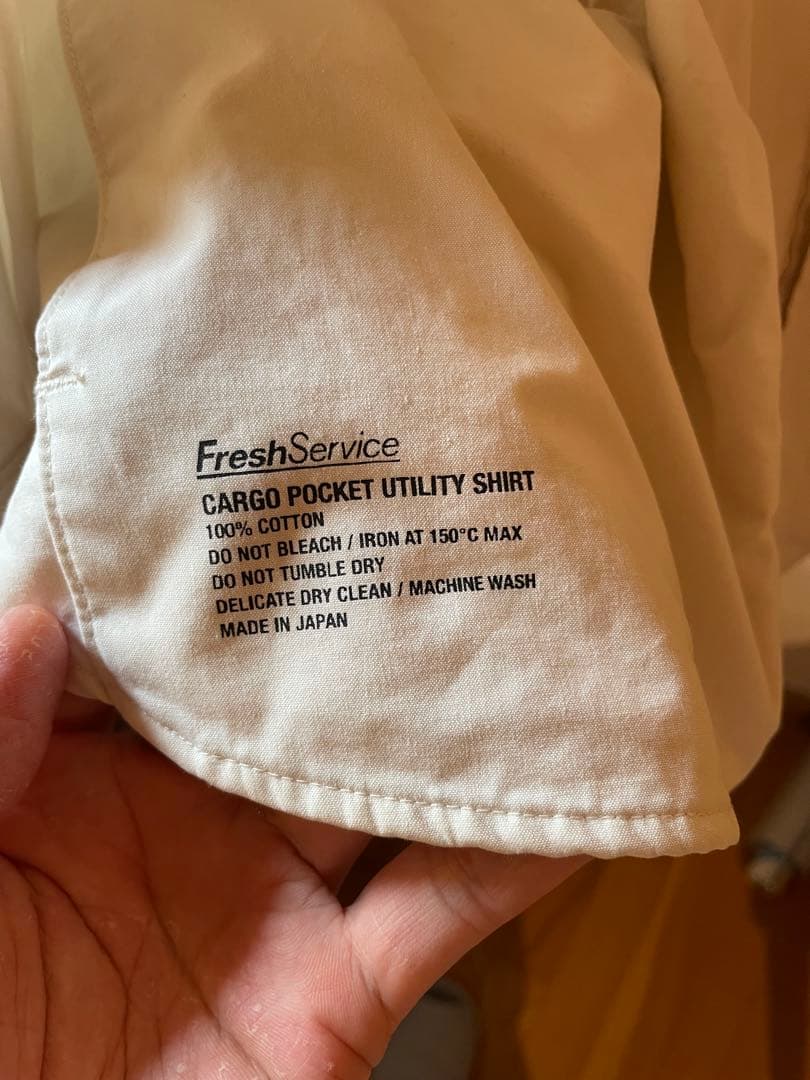 FreshService
CARGO POCKET UTILITY SHIRT
100% COTTON
DO NOT BLEACH / IRON AT 150°C MAX
DO NOT TUMBLE DRY
DELICATE DRY CLEAN / MACHINE WASH
MADE IN JAPAN